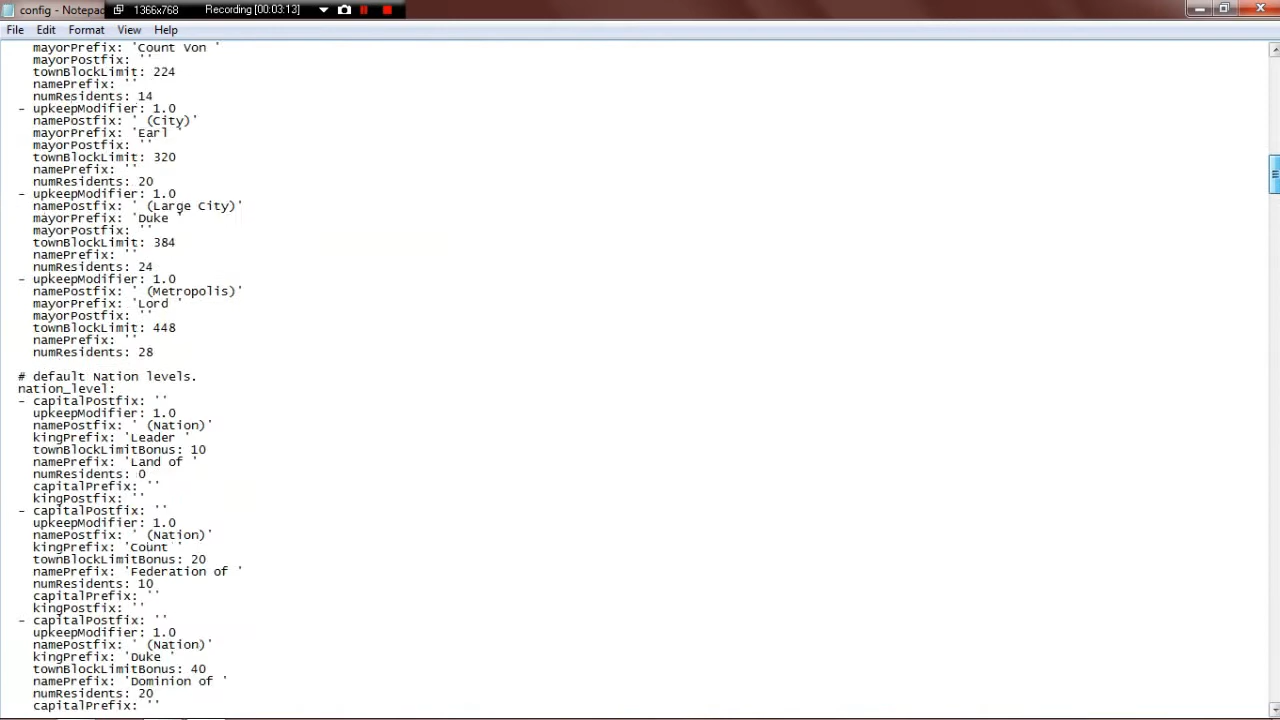 config - Notepad
1366x768
Recording [00:03:13]
File Edit Format View Help
mayorPrefix: 'Count Von '
mayorPostfix: ''
townBlockLimit: 224
namePrefix: ''
numResidents: 14
- upkeepModifier: 1.0
namePostfix: ' (City)'
mayorPrefix: 'Earl '
mayorPostfix: ''
townBlockLimit: 320
namePrefix: ''
numResidents: 20
- upkeepModifier: 1.0
namePostfix: ' (Large City)'
mayorPrefix: 'Duke '
mayorPostfix: ''
townBlockLimit: 384
namePrefix: ''
numResidents: 24
- upkeepModifier: 1.0
namePostfix: ' (Metropolis)'
mayorPrefix: 'Lord '
mayorPostfix: ''
townBlockLimit: 448
namePrefix: ''
numResidents: 28
# default Nation levels.
nation_level:
- capitalPostfix: ''
upkeepModifier: 1.0
namePostfix: ' (Nation)'
kingPrefix: 'Leader '
townBlockLimitBonus: 10
namePrefix: 'Land of '
numResidents: 0
capitalPrefix: ''
kingPostfix: ''
- capitalPostfix: ''
upkeepModifier: 1.0
namePostfix: ' (Nation)'
kingPrefix: 'Count '
townBlockLimitBonus: 20
namePrefix: 'Federation of '
numResidents: 10
capitalPrefix: ''
kingPostfix: ''
- capitalPostfix: ''
upkeepModifier: 1.0
namePostfix: ' (Nation)'
kingPrefix: 'Duke '
townBlockLimitBonus: 40
namePrefix: 'Dominion of '
numResidents: 20
capitalPrefix: ''